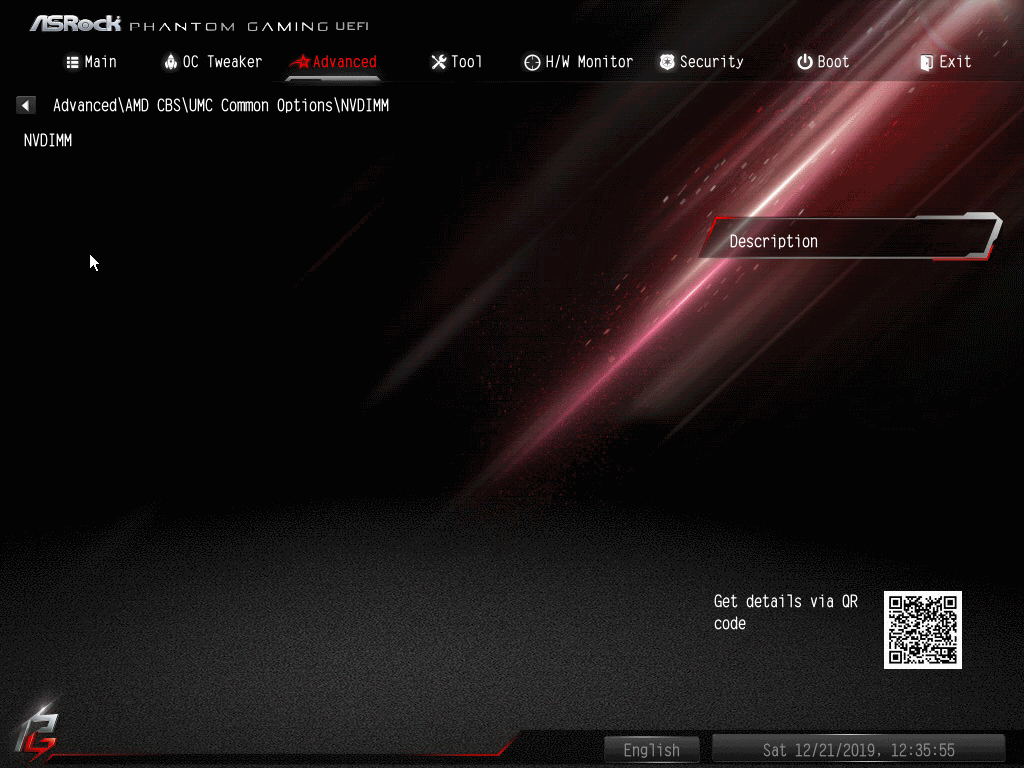 ASRock PHANTOM GAMING UEFI
Main OC Tweaker Advanced Tool H/W Monitor Security Boot Exit
Advanced\AMD CBS\UMC Common Options\NVDIMM
NVDIMM
Description
Get details via QR
code
English Sat 12/21/2019, 12:35:55